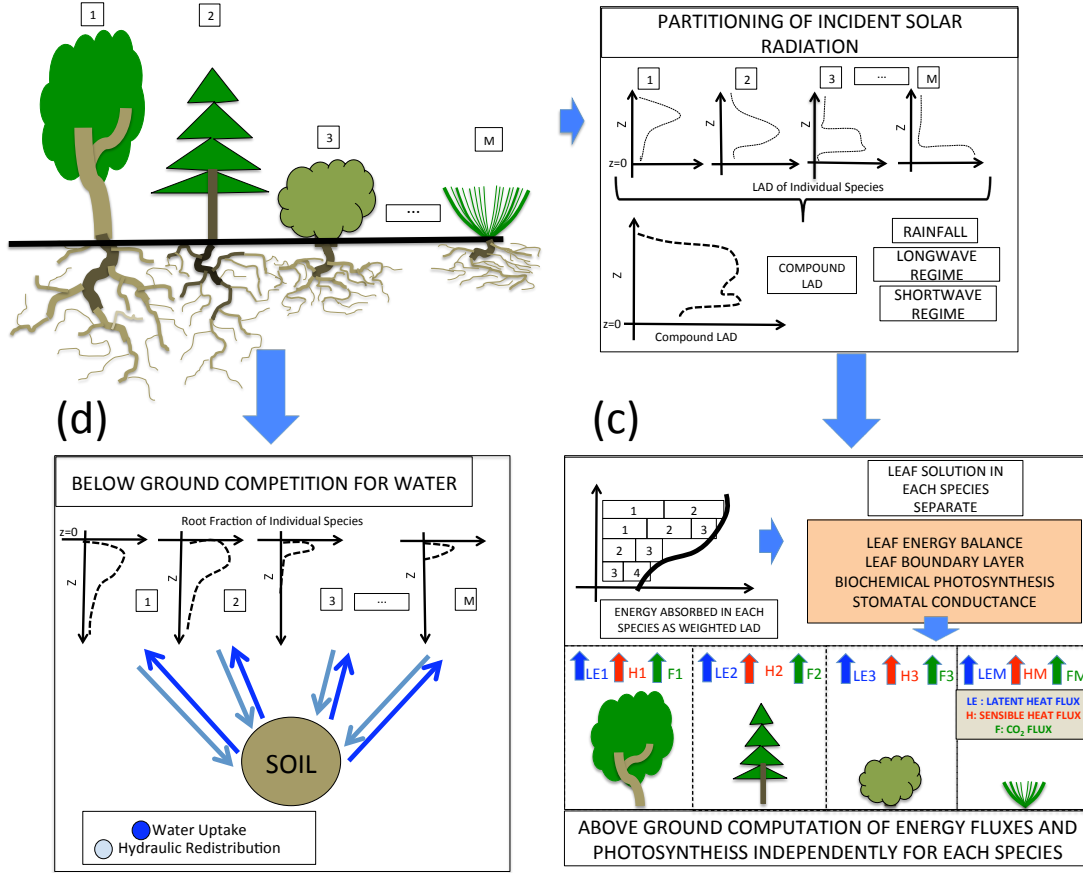 1
2
3
...
M
PARTITIONING OF INCIDENT SOLAR
RADIATION
1
2
3
...
M
Z
Z
Z
Z
z=0
LAD of Individual Species
RAINFALL
LONGWAVE
REGIME
SHORTWAVE
REGIME
COMPOUND
LAD
Z
z=0
Compound LAD
(d)
BELOW GROUND COMPETITION FOR WATER
Root Fraction of Individual Species
z=0
Z
Z
Z
Z
1
2
3
...
M
SOIL
Water Uptake
Hydraulic Redistribution
(c)
1 2
1 2 3
2 3
3 4
ENERGY ABSORBED IN EACH
SPECIES AS WEIGHTED LAD
LEAF SOLUTION IN
EACH SPECIES
SEPARATE
LEAF ENERGY BALANCE
LEAF BOUNDARY LAYER
BIOCHEMICAL PHOTOSYNTHESIS
STOMATAL CONDUCTANCE
LE1 H1 F1
LE2 H2 F2
LE3 H3 F3
LEM HM FM
LE : LATENT HEAT FLUX
H: SENSIBLE HEAT FLUX
F: CO₂ FLUX
ABOVE GROUND COMPUTATION OF ENERGY FLUXES AND
PHOTOSYNTHEISS INDEPENDENTLY FOR EACH SPECIES